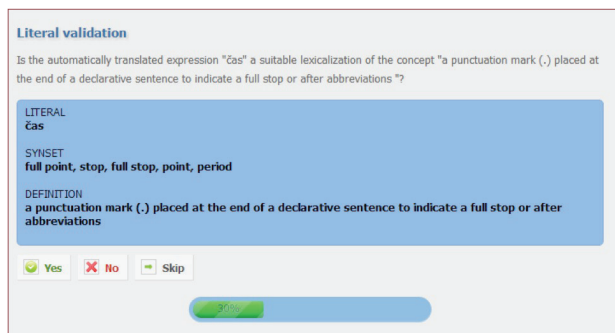 Literal validation
Is the automatically translated expression "čas" a suitable lexicalization of the concept "a punctuation mark (.) placed at
the end of a declarative sentence to indicate a full stop or after abbreviations "?
LITERAL
čas
SYNSET
full point, stop, full stop, point, period
DEFINITION
a punctuation mark (.) placed at the end of a declarative sentence to indicate a full stop or after
abbreviations
Yes No Skip
30%